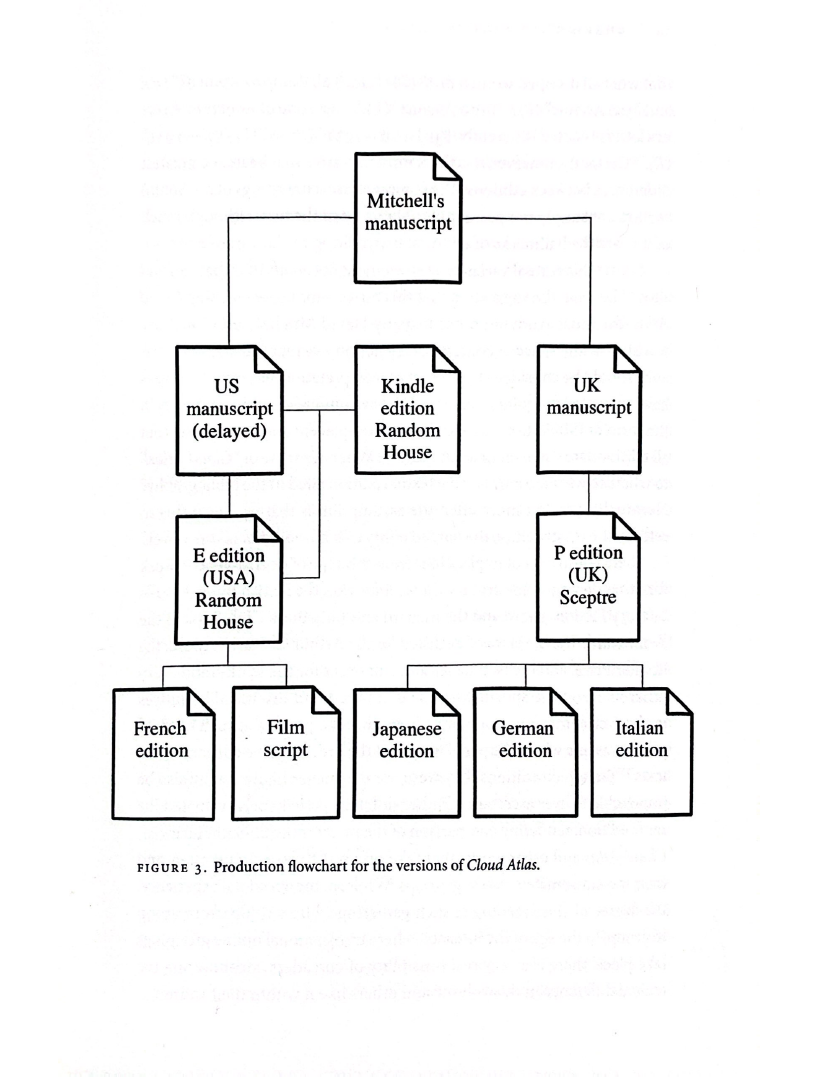 Mitchell's
manuscript
US
manuscript
(delayed)
Kindle
edition
Random
House
UK
manuscript
E edition
(USA)
Random
House
P edition
(UK)
Sceptre
French
edition
Film
script
Japanese
edition
German
edition
Italian
edition
FIGURE 3. Production flowchart for the versions of Cloud Atlas.